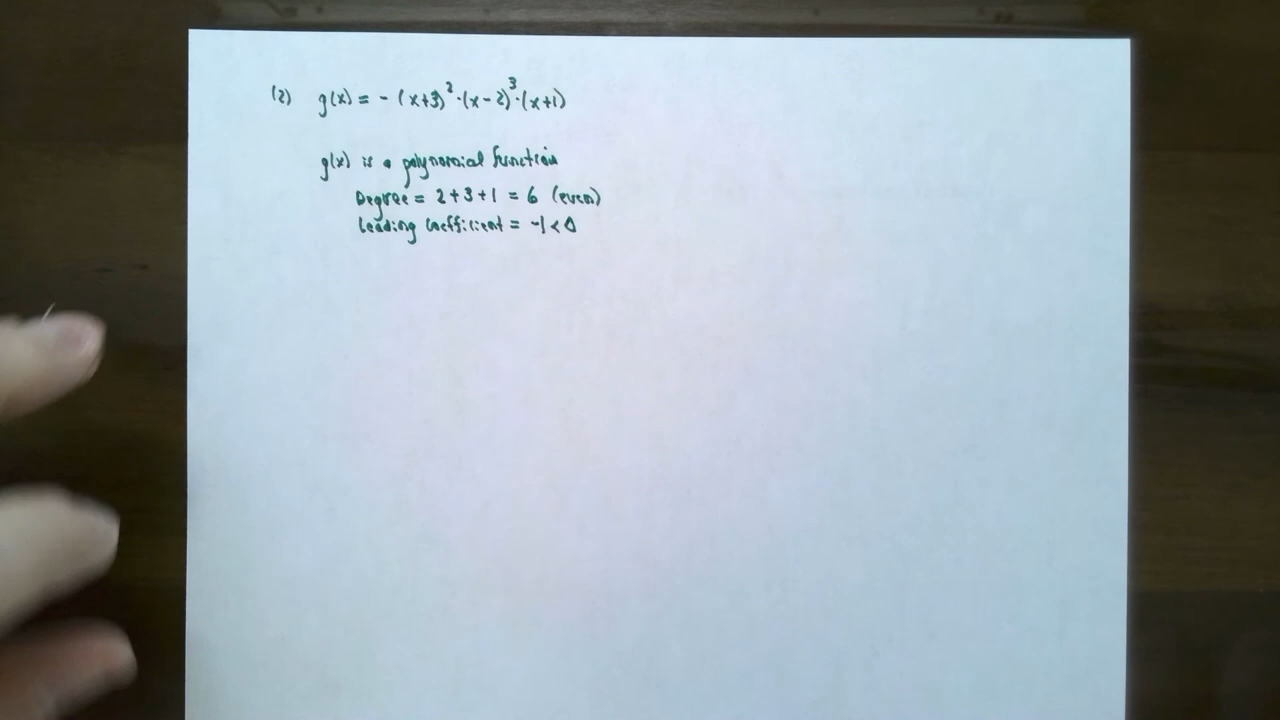 (2) g(x) = - (x+3)²·(x-2)³·(x+1)
g(x) is a polynomial function
Degree = 2+3+1 = 6 (even)
Leading Coefficient = -1 < 0